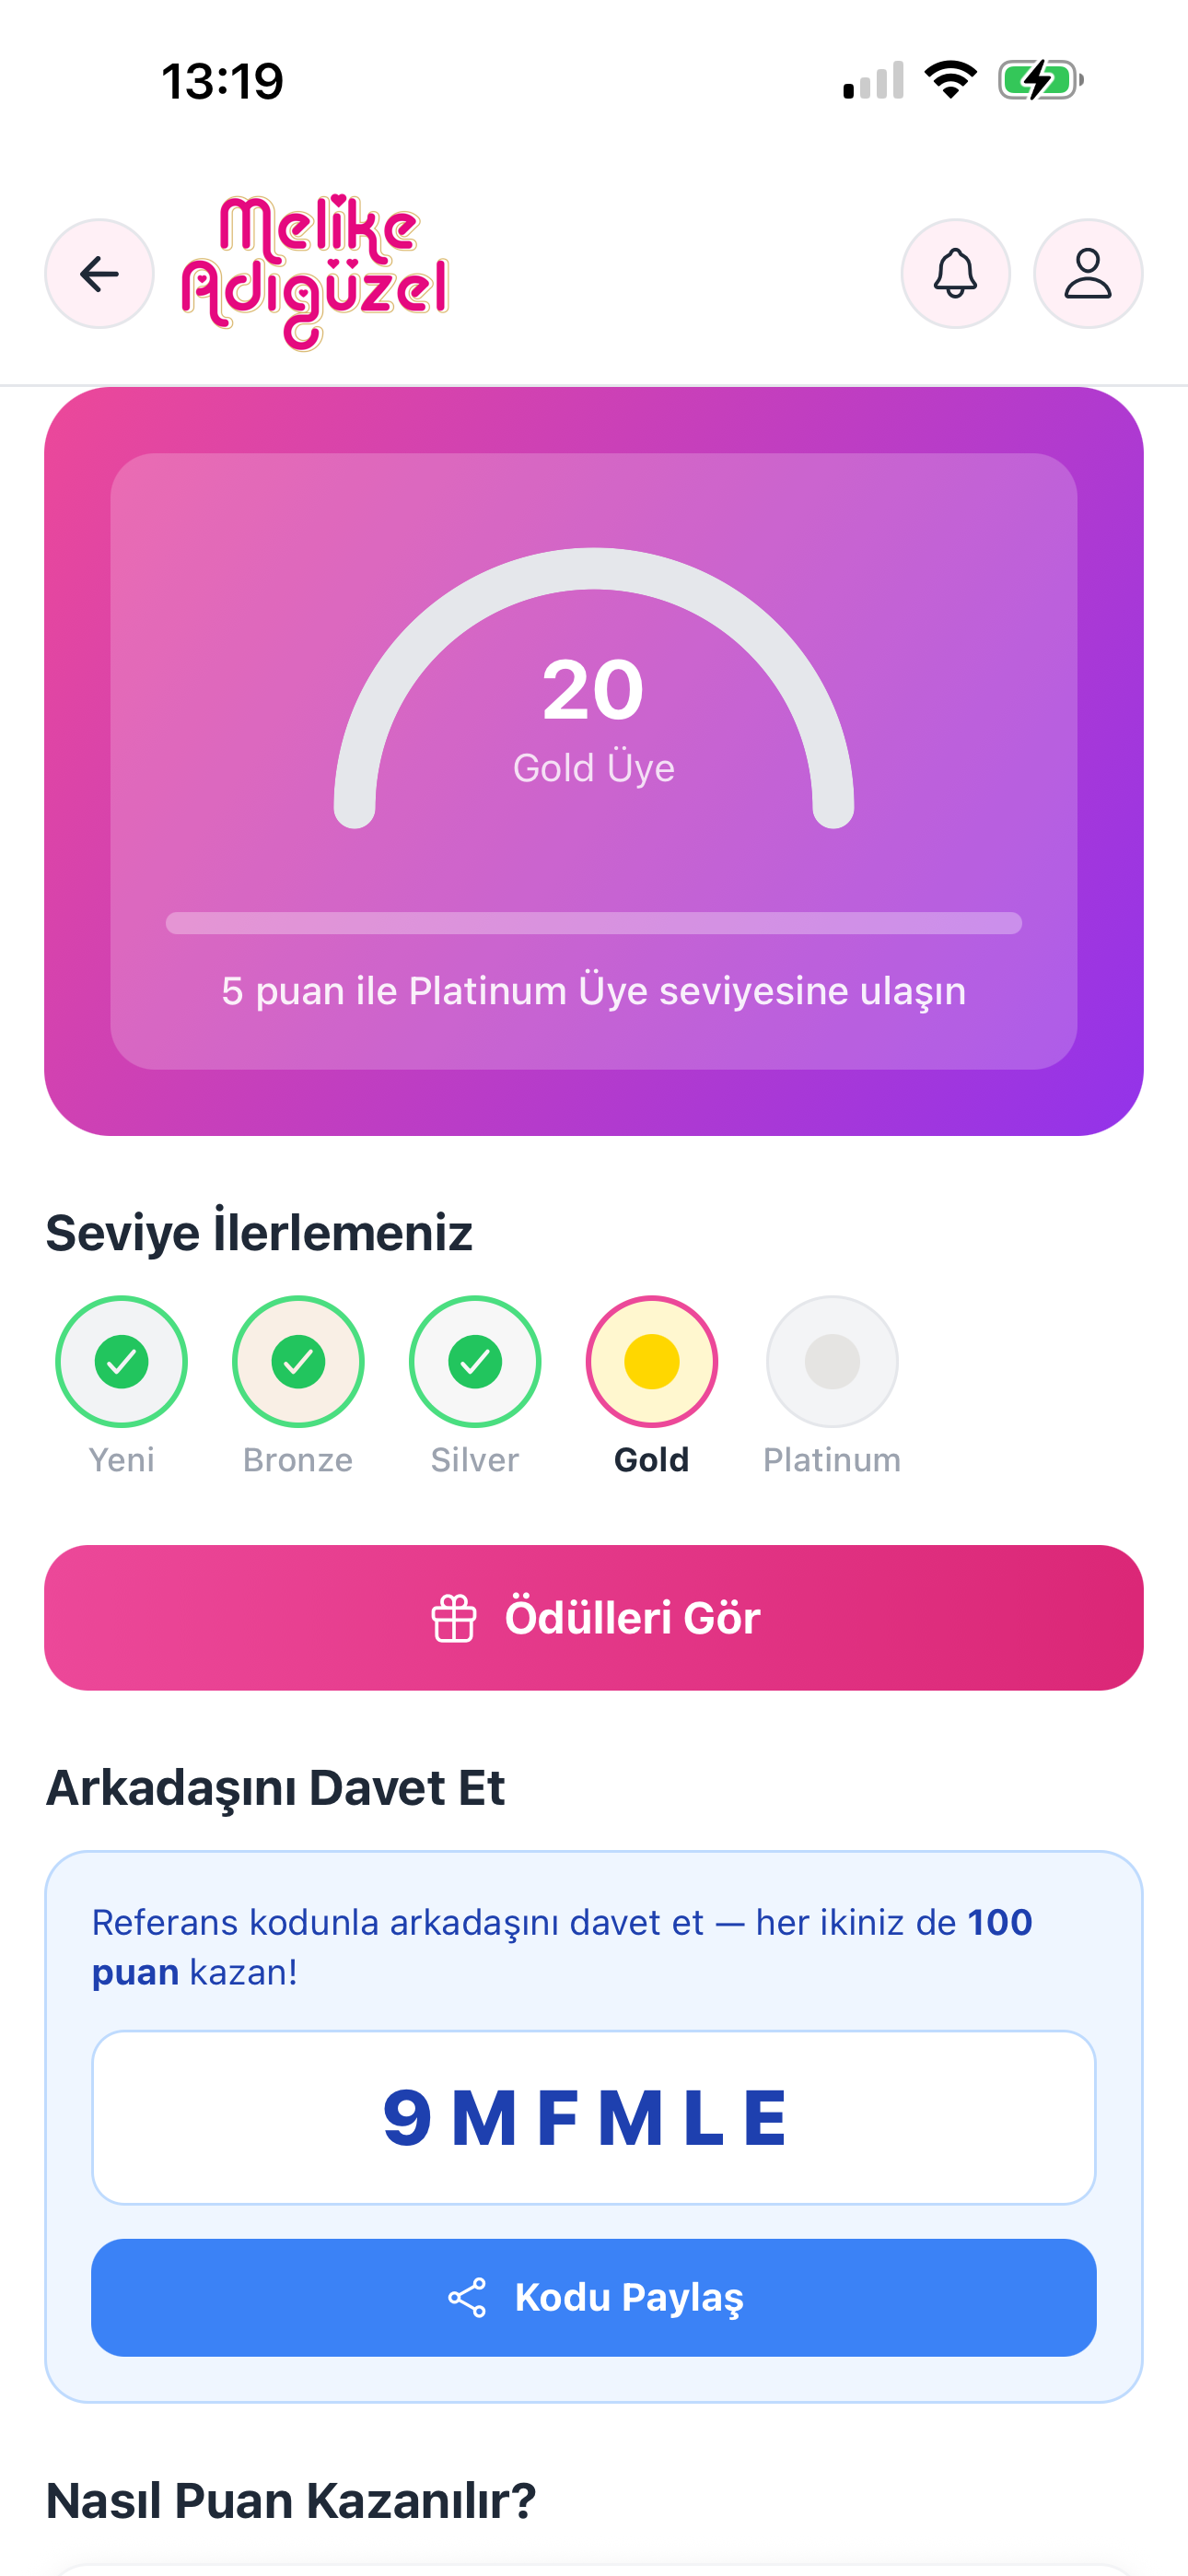 13:19
Melike
Adıgüzel
20
Gold Üye
5 puan ile Platinum Üye seviyesine ulaşın
Seviye İlerlemeniz
Yeni Bronze Silver Gold Platinum
Ödülleri Gör
Arkadaşını Davet Et
Referans kodunla arkadaşını davet et — her ikiniz de 100
puan kazan!
9MFMLE
Kodu Paylaş
Nasıl Puan Kazanılır?